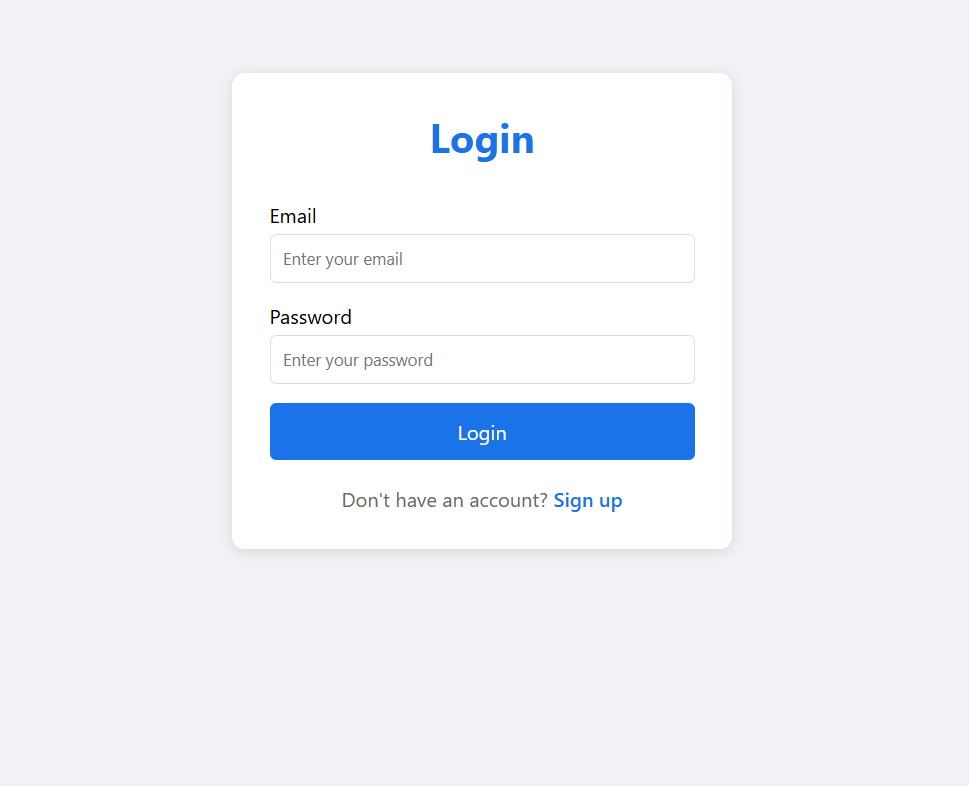 Login
Email
Enter your email
Password
Enter your password
Login
Don't have an account? Sign up